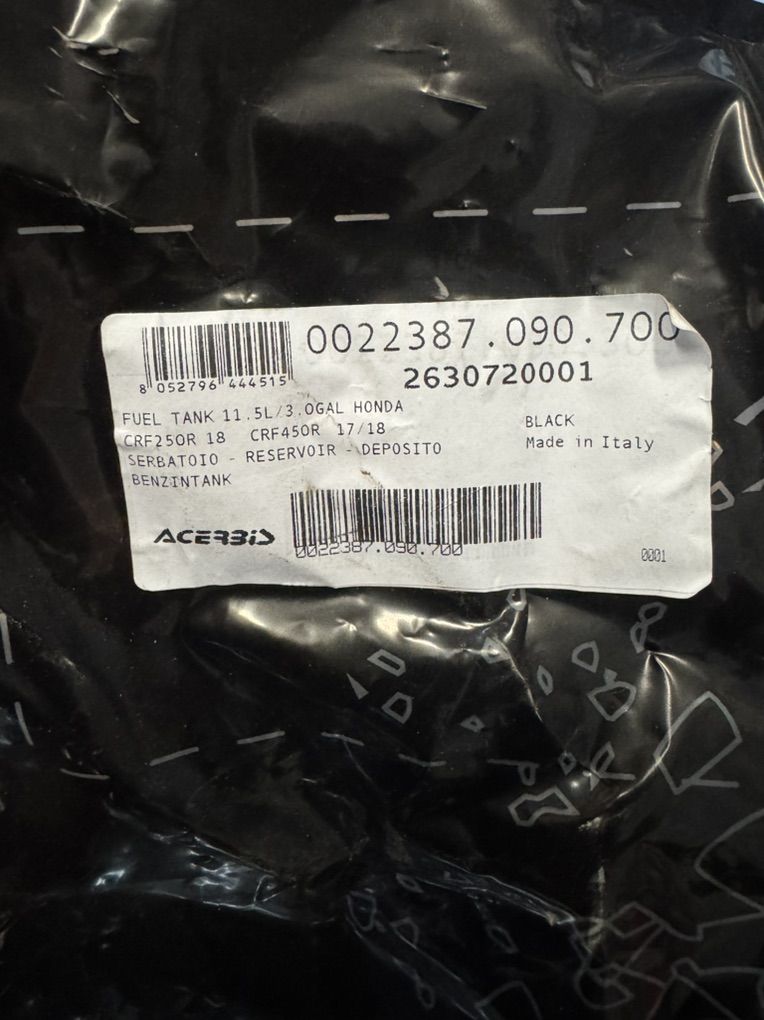 0022387.090.700
8 052796 444515
2630720001
FUEL TANK 11.5L/3.0GAL HONDA
CRF250R 18 CRF450R 17/18
SERBATOIO - RESERVOIR - DEPOSITO
BENZINTANK
BLACK
Made in Italy
ACERBIS
0022387.090.700
0001